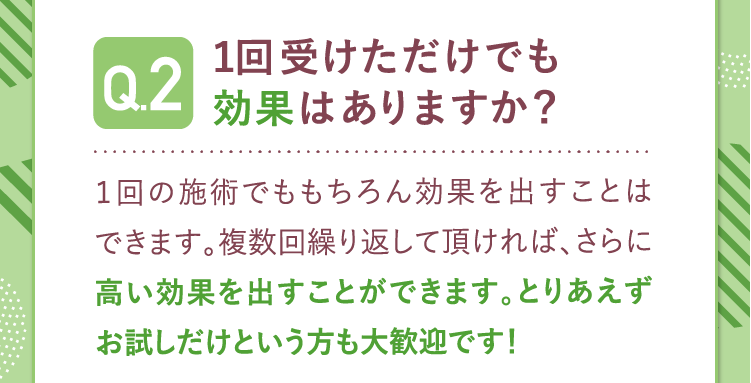 Q.2
1回受けただけでも
効果はありますか?
1回の施術でももちろん効果を出すことは
できます。複数回繰り返して頂ければ、さらに
高い効果を出すことができます。とりあえず
お試しだけという方も大歓迎です!